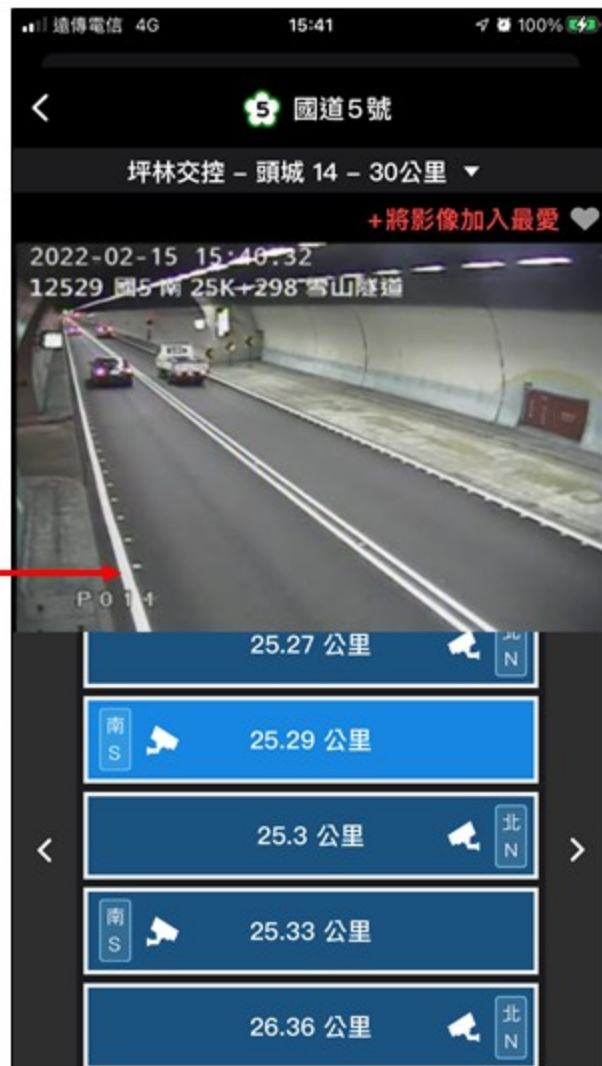 遠傳電信 4G 15:41 100%
5 國道5號
坪林交控 – 頭城 14 – 30公里 ▼
+將影像加入最愛
2022-02-15 15:40:32
12529 國5 南 25K+298 雪山隧道
P014
25.27 公里 北 N
南 S 25.29 公里
25.3 公里 北 N
南 S 25.33 公里
26.36 公里 北 N